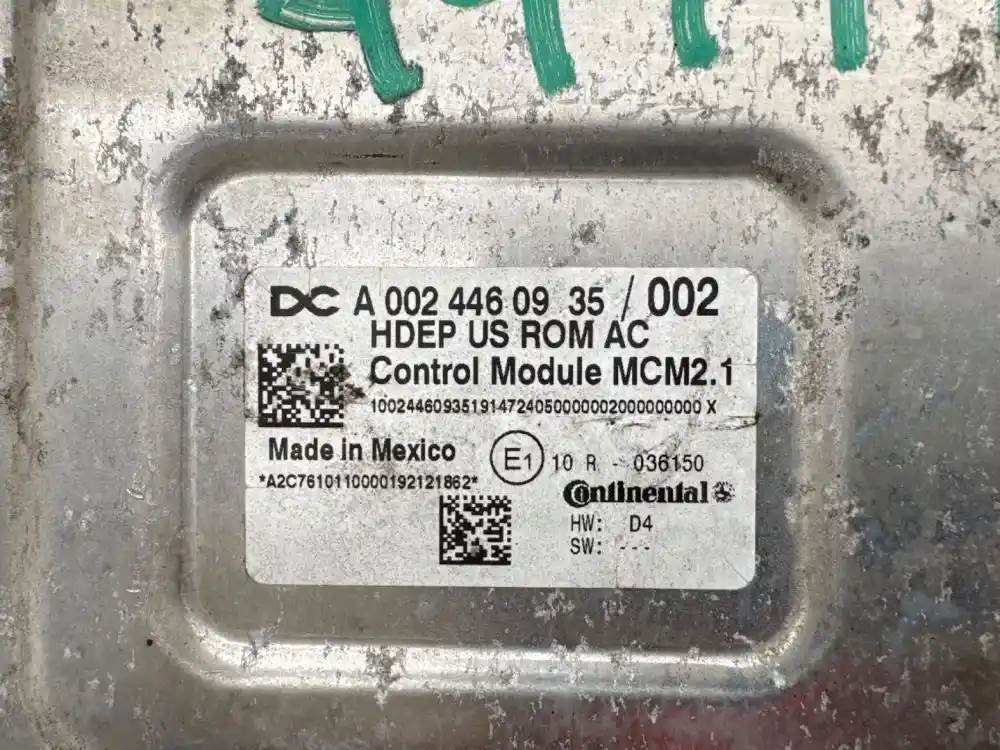 DC A 002 446 09 35 / 002
HDEP US ROM AC
Control Module MCM2.1
100244609351914724050000002000000000 X
Made in Mexico
E1 10 R - 036150
*A2C7610110000192121862*
Continental
HW: D4
SW: ---